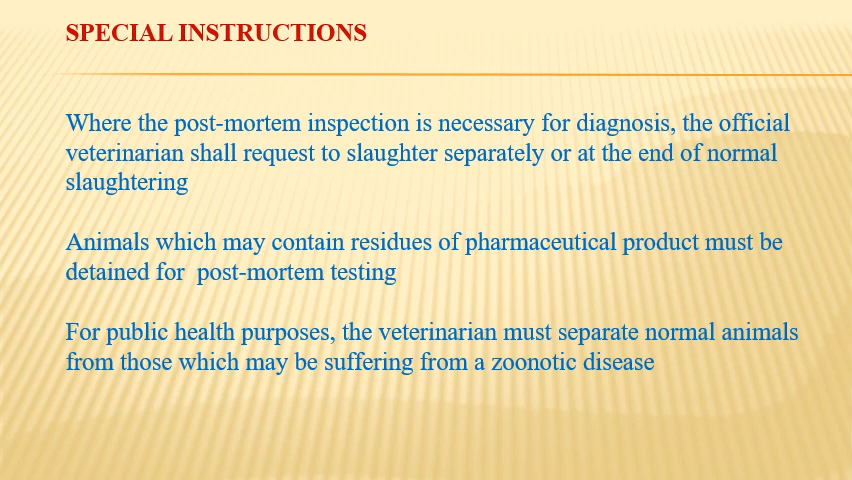 SPECIAL INSTRUCTIONS
Where the post-mortem inspection is necessary for diagnosis, the official
veterinarian shall request to slaughter separately or at the end of normal
slaughtering
Animals which may contain residues of pharmaceutical product must be
detained for  post-mortem testing
For public health purposes, the veterinarian must separate normal animals
from those which may be suffering from a zoonotic disease